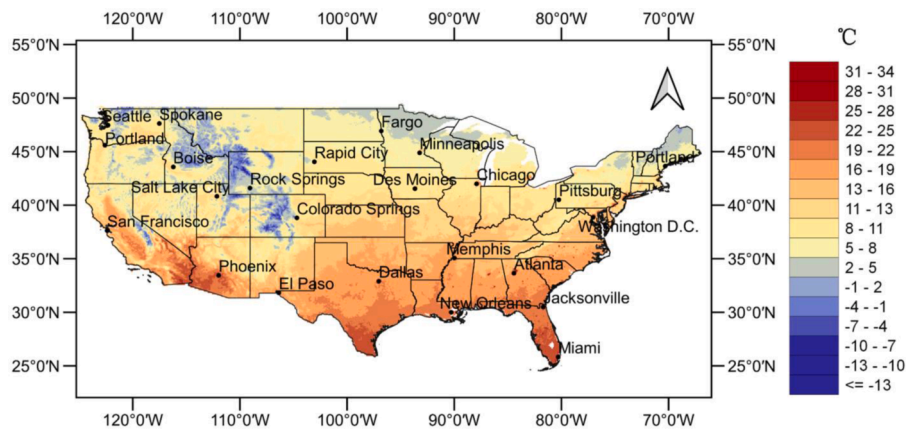 120°0'W 110°0'W 100°0'W 90°0'W 80°0'W 70°0'W
°C
55°0'N 55°0'N
50°0'N 50°0'N
45°0'N 45°0'N
40°0'N 40°0'N
35°0'N 35°0'N
30°0'N 30°0'N
25°0'N 25°0'N
Seattle Spokane
Fargo
Portland
Minneapolis
Portland
Boise
Rapid City
Rock Springs
Des Moines
Chicago
Salt Lake City
Pittsburg
Colorado Springs
San Francisco
Washington D.C.
Memphis
Phoenix
Dallas
Atlanta
El Paso
New Orleans
Jacksonville
Miami
120°0'W 110°0'W 100°0'W 90°0'W 80°0'W 70°0'W
31 - 34
28 - 31
25 - 28
22 - 25
19 - 22
16 - 19
13 - 16
11 - 13
8 - 11
5 - 8
2 - 5
-1 - 2
-4 - -1
-7 - -4
-10 - -7
-13 - -10
<= -13